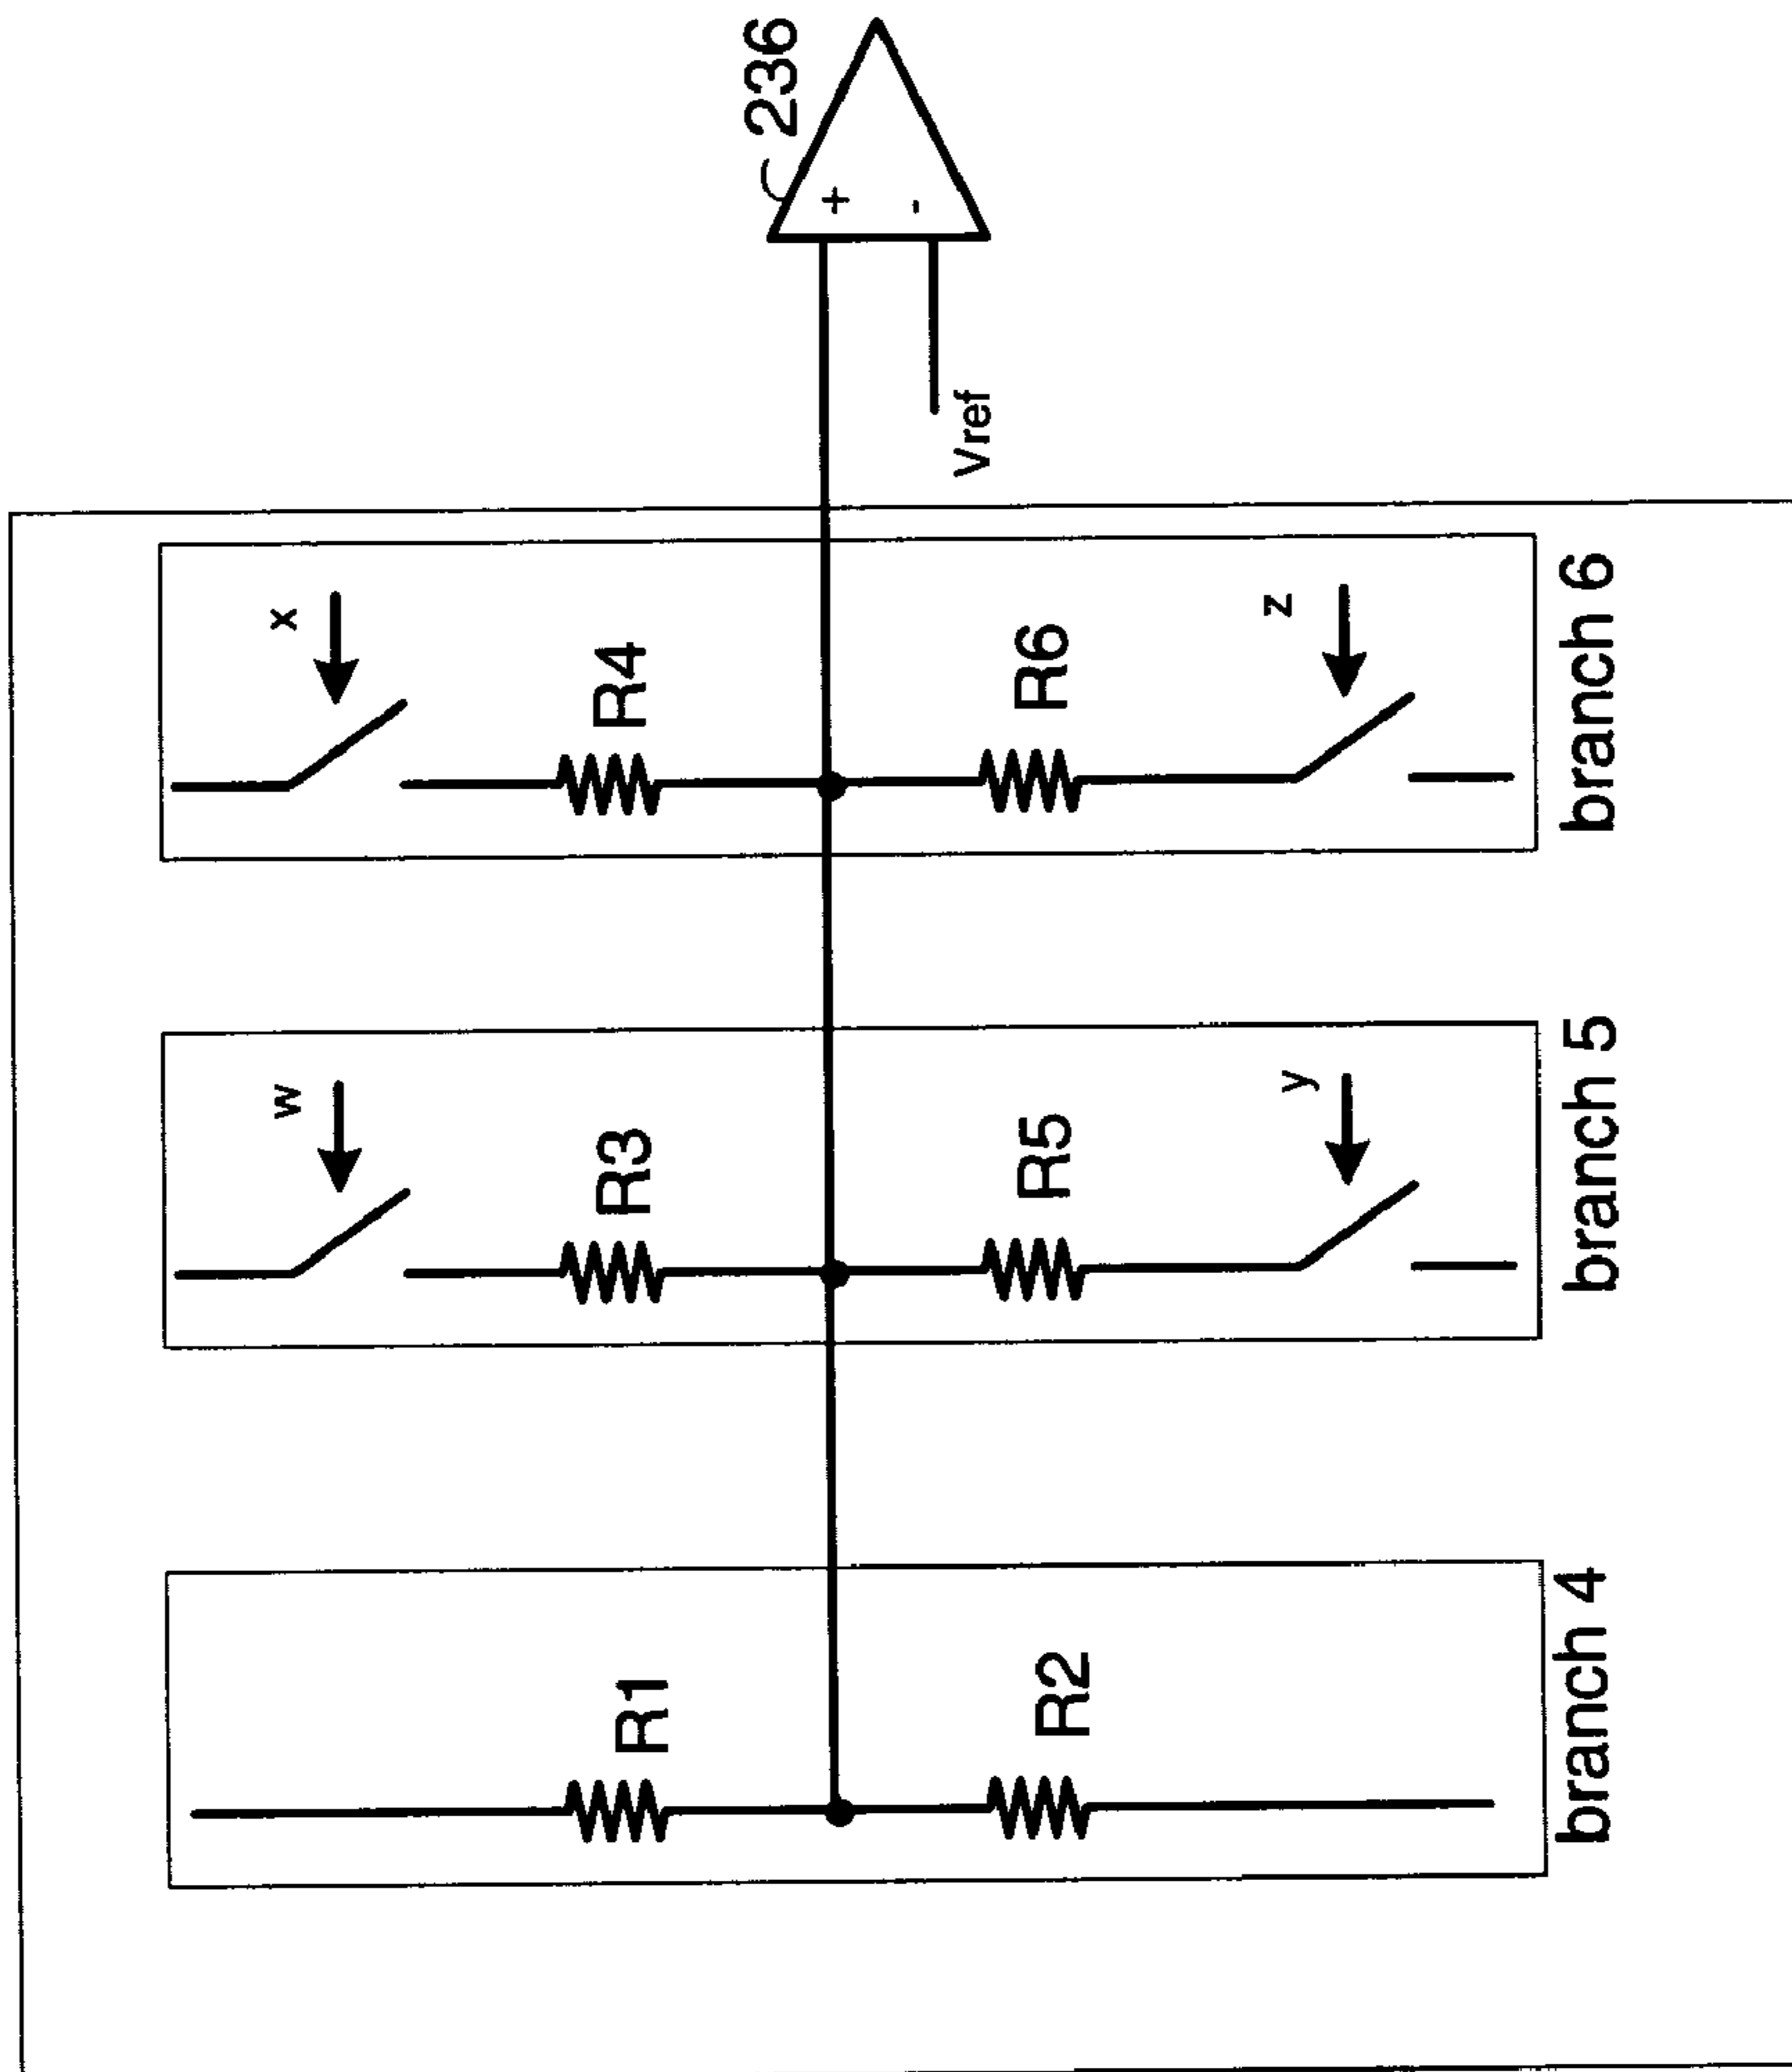 236
+
-
Vref
x
R4
R6
z
branch 6
w
R3
R5
y
branch 5
R1
R2
branch 4